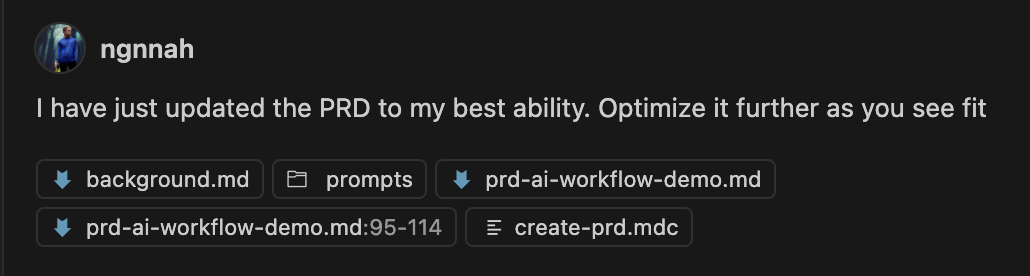 ngnnah
I have just updated the PRD to my best ability. Optimize it further as you see fit
background.md prompts prd-ai-workflow-demo.md
prd-ai-workflow-demo.md:95-114 create-prd.mdc